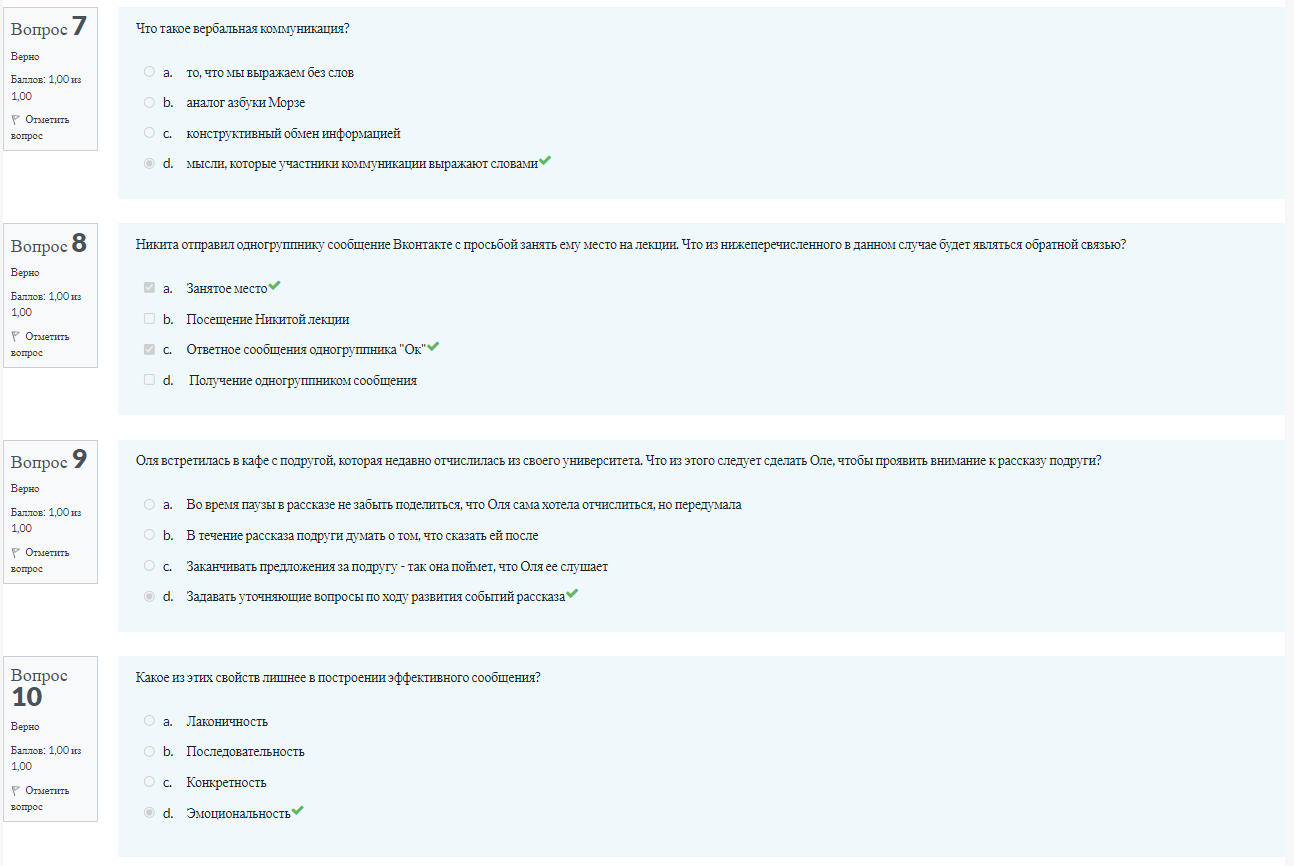 Вопрос 7
Верно
Баллов: 1,00 из
1,00
Отметить
вопрос
Что такое вербальная коммуникация?
a. то, что мы выражаем без слов
b. аналог азбуки Морзе
c. конструктивный обмен информацией
d. мысли, которые участники коммуникации выражают словами
Вопрос 8
Верно
Баллов: 1,00 из
1,00
Отметить
вопрос
Никита отправил одногруппнику сообщение Вконтакте с просьбой занять ему место на лекции. Что из нижеперечисленного в данном случае будет являться обратной связью?
a. Занятое место
b. Посещение Никитой лекции
c. Ответное сообщения одногруппника "Ок"
d. Получение одногруппником сообщения
Вопрос 9
Верно
Баллов: 1,00 из
1,00
Отметить
вопрос
Оля встретилась в кафе с подругой, которая недавно отчислилась из своего университета. Что из этого следует сделать Оле, чтобы проявить внимание к рассказу подруги?
a. Во время паузы в рассказе не забыть поделиться, что Оля сама хотела отчислиться, но передумала
b. В течение рассказа подруги думать о том, что сказать ей после
c. Заканчивать предложения за подругу - так она поймет, что Оля ее слушает
d. Задавать уточняющие вопросы по ходу развития событий рассказа
Вопрос
10
Верно
Баллов: 1,00 из
1,00
Отметить
вопрос
Какое из этих свойств лишнее в построении эффективного сообщения?
a. Лаконичность
b. Последовательность
c. Конкретность
d. Эмоциональность